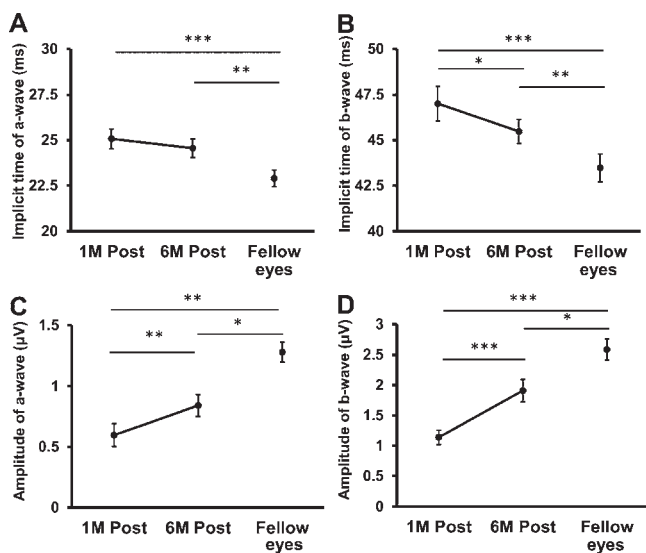 A
Implicit time of a-wave (ms)
30
27.5
25
22.5
20
***
**
1M Post 6M Post Fellow
eyes
B
Implicit time of b-wave (ms)
50
47.5
45
42.5
40
***
*
**
1M Post 6M Post Fellow
eyes
C
Amplitude of a-wave (μV)
1.5
1
0.5
0
**
**
*
1M Post 6M Post Fellow
eyes
D
Amplitude of b-wave (μV)
3
2.5
2
1.5
1
0.5
0
***
***
*
1M Post 6M Post Fellow
eyes